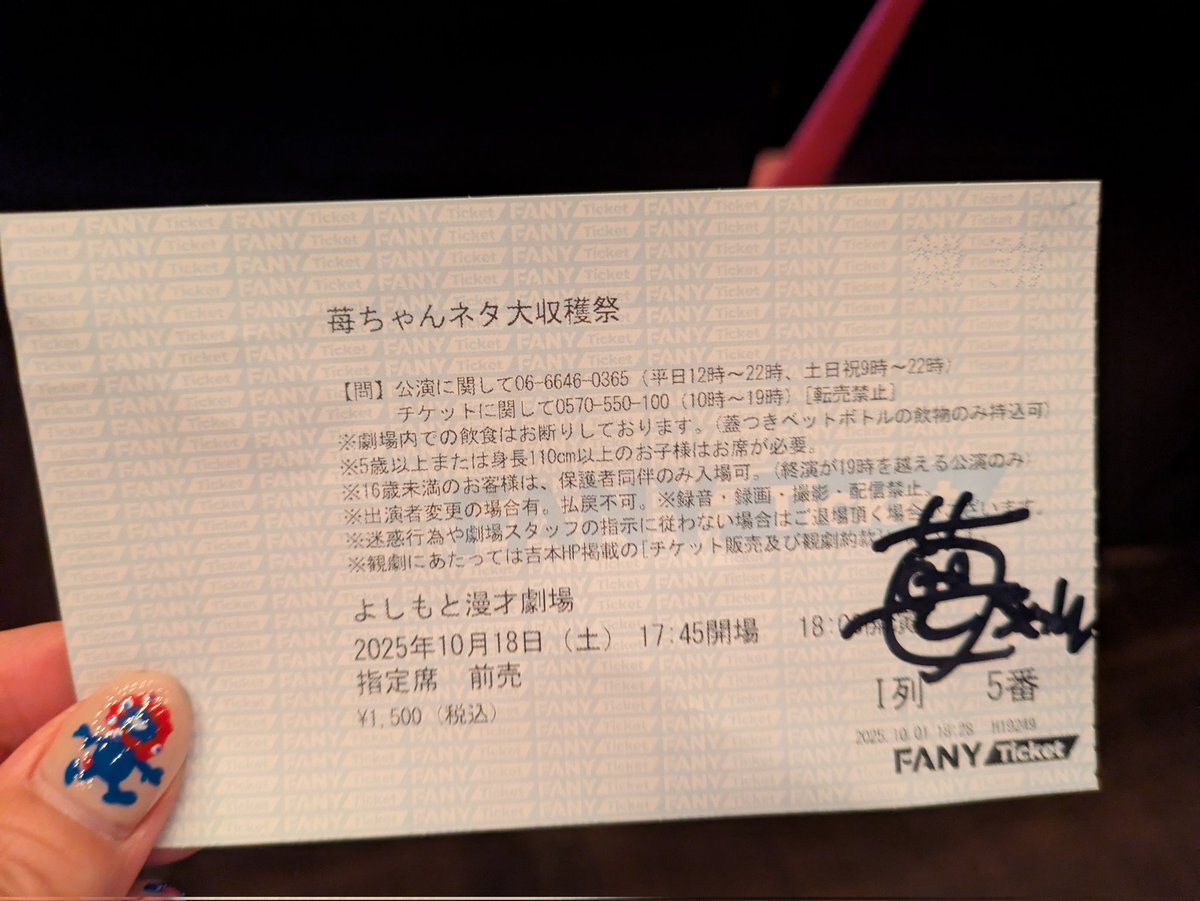 苺ちゃんネタ大収穫祭
【問】公演に関して06-6646-0365（平日12時～22時、土日祝9時～22時）
チケットに関して0570-550-100（10時～19時）［転売禁止］
※劇場内での飲食はお断りしております。（蓋つきペットボトルの飲物のみ持込可）
※5歳以上または身長110cm以上のお子様はお席が必要。
※16歳未満のお客様は、保護者同伴のみ入場可。（終演が19時を越える公演のみ）
※出演者変更の場合有。払戻不可。※録音・録画・撮影・配信禁止。
※迷惑行為や劇場スタッフの指示に従わない場合はご退場頂く場合 ございます。
※観劇にあたっては吉本HP掲載の［チケット販売及び観劇約款
よしもと漫才劇場
2025年10月18日（土） 17:45開場 18:0
苺ちゃん
指定席 前売
I列 5番
¥1,500（税込）
2025.10.01 18:28 M19249
FANY Ticket